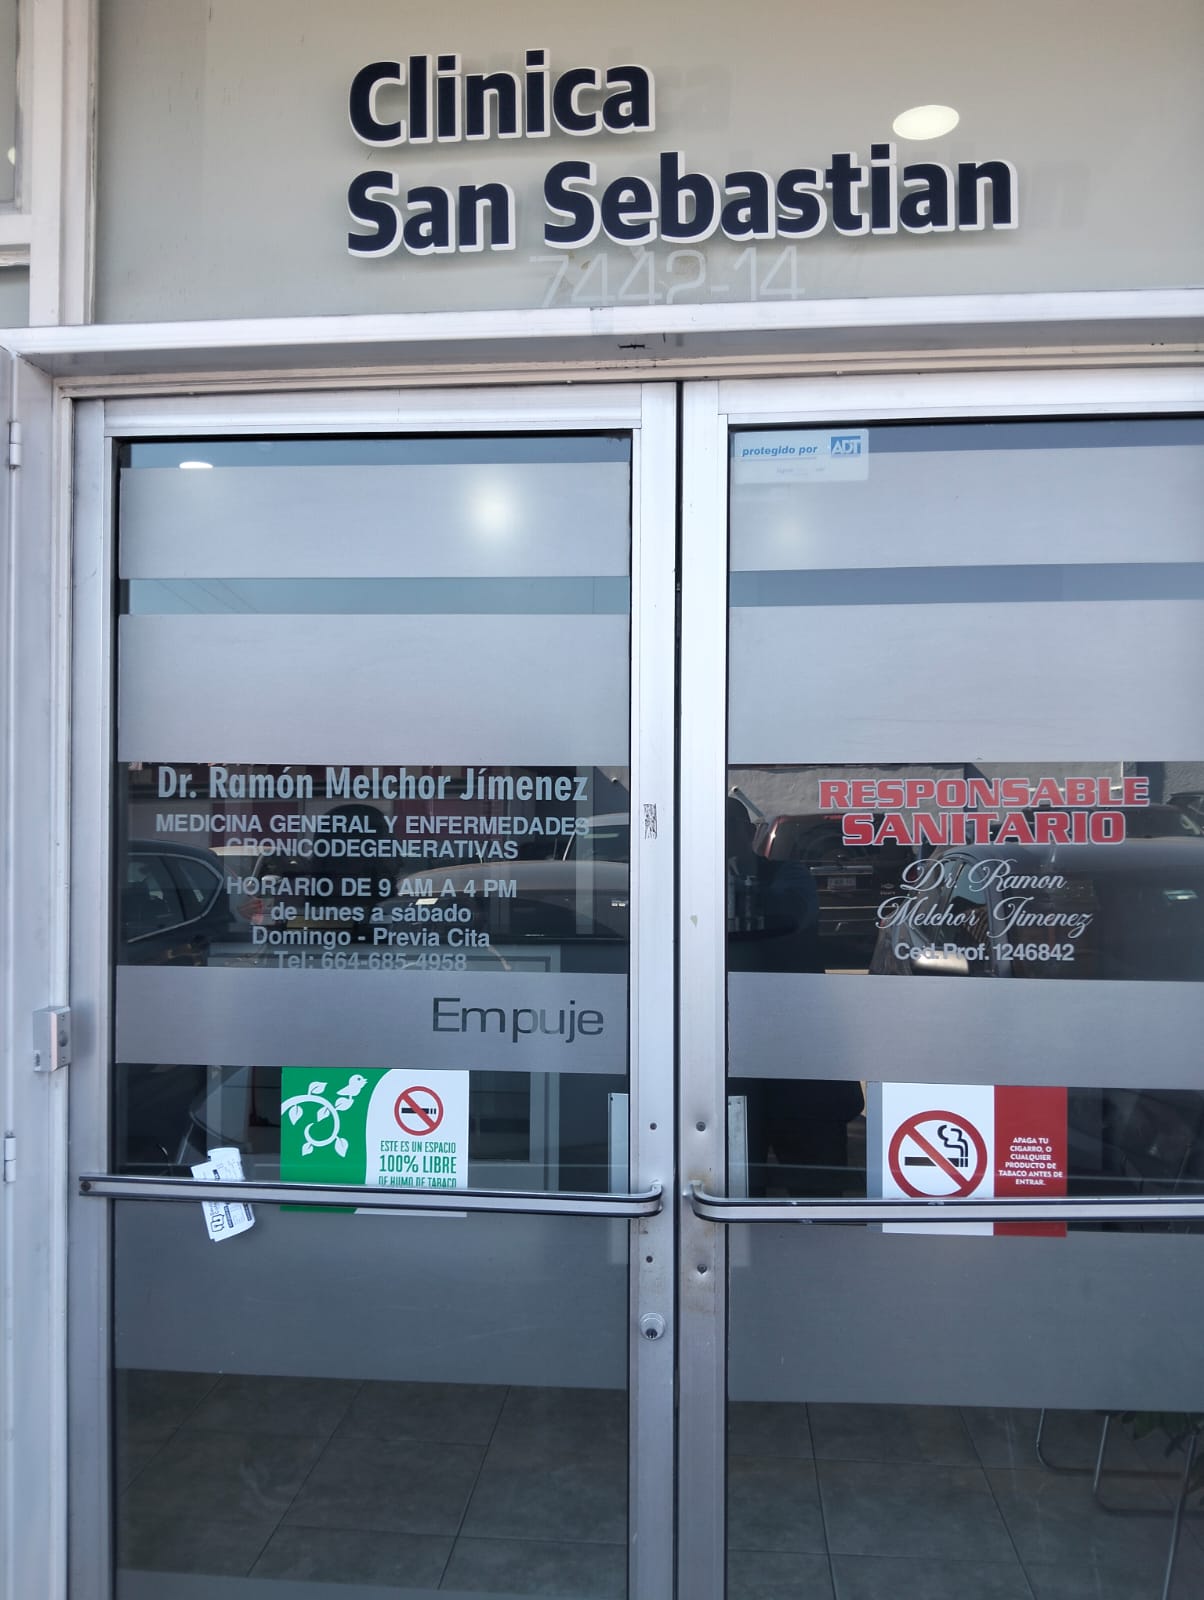 Clinica
San Sebastian
7442-14
protegido por ADT
Dr. Ramón Melchor Jímenez
MEDICINA GENERAL Y ENFERMEDADES
CRONICODEGENERATIVAS
HORARIO DE 9 AM A 4 PM
de lunes a sábado
Domingo - Previa Cita
Tel: 664-685-4958
Empuje
ESTE ES UN ESPACIO
100% LIBRE
DE HUMO DE TABACO
RESPONSABLE
SANITARIO
Dr. Ramon
Melchor Jimenez
Ced. Prof. 1246842
APAGA TU
CIGARRO, O
CUALQUIER
PRODUCTO DE
TABACO ANTES DE
ENTRAR.